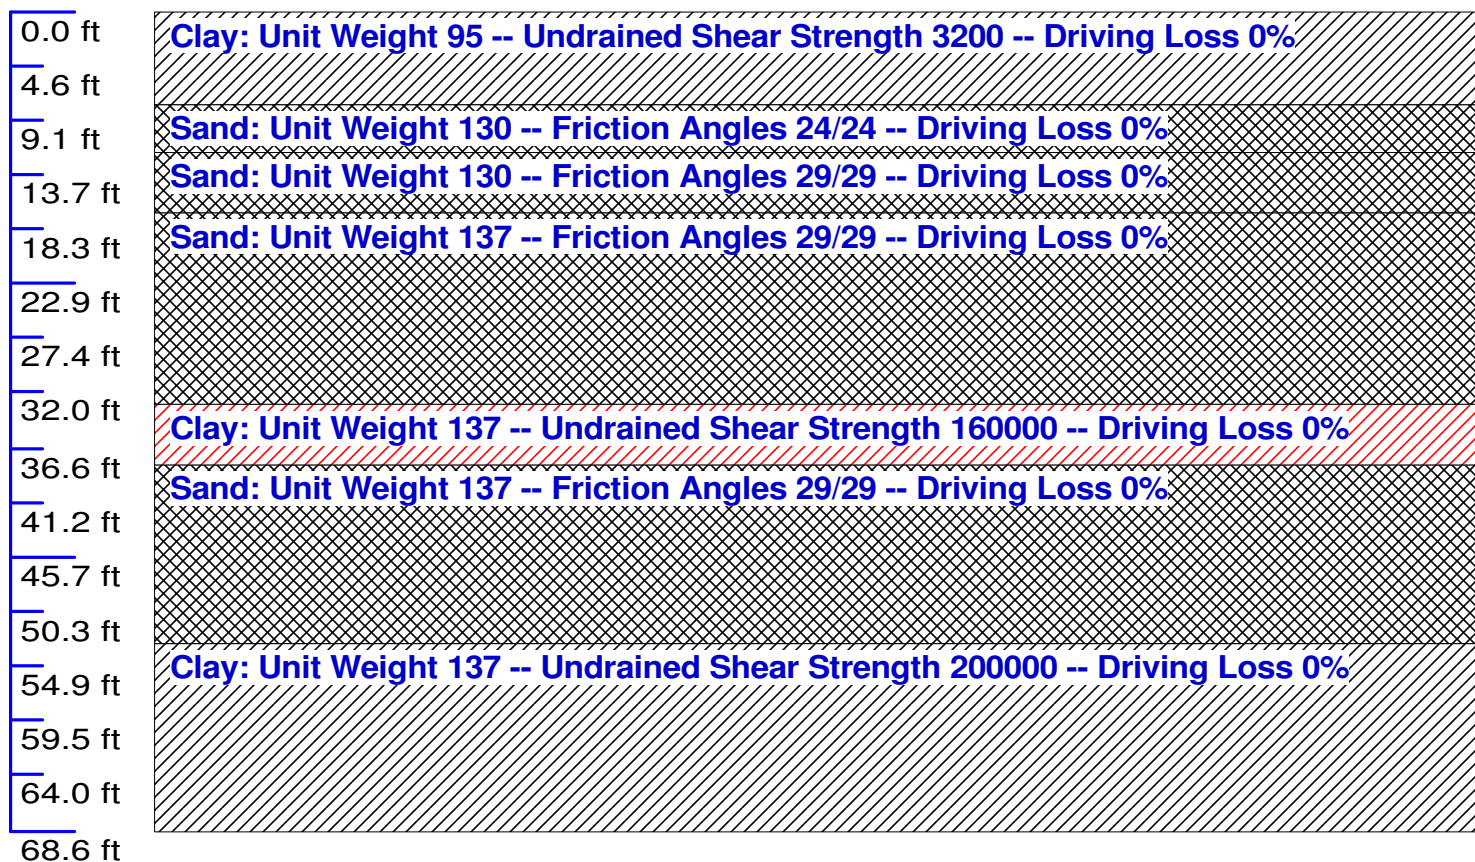 0.0 ft
Clay: Unit Weight 95 -- Undrained Shear Strength 3200 -- Driving Loss 0%
4.6 ft
9.1 ft
Sand: Unit Weight 130 -- Friction Angles 24/24 -- Driving Loss 0%
Sand: Unit Weight 130 -- Friction Angles 29/29 -- Driving Loss 0%
13.7 ft
18.3 ft
Sand: Unit Weight 137 -- Friction Angles 29/29 -- Driving Loss 0%
22.9 ft
27.4 ft
32.0 ft
Clay: Unit Weight 137 -- Undrained Shear Strength 160000 -- Driving Loss 0%
36.6 ft
Sand: Unit Weight 137 -- Friction Angles 29/29 -- Driving Loss 0%
41.2 ft
45.7 ft
50.3 ft
Clay: Unit Weight 137 -- Undrained Shear Strength 200000 -- Driving Loss 0%
54.9 ft
59.5 ft
64.0 ft
68.6 ft